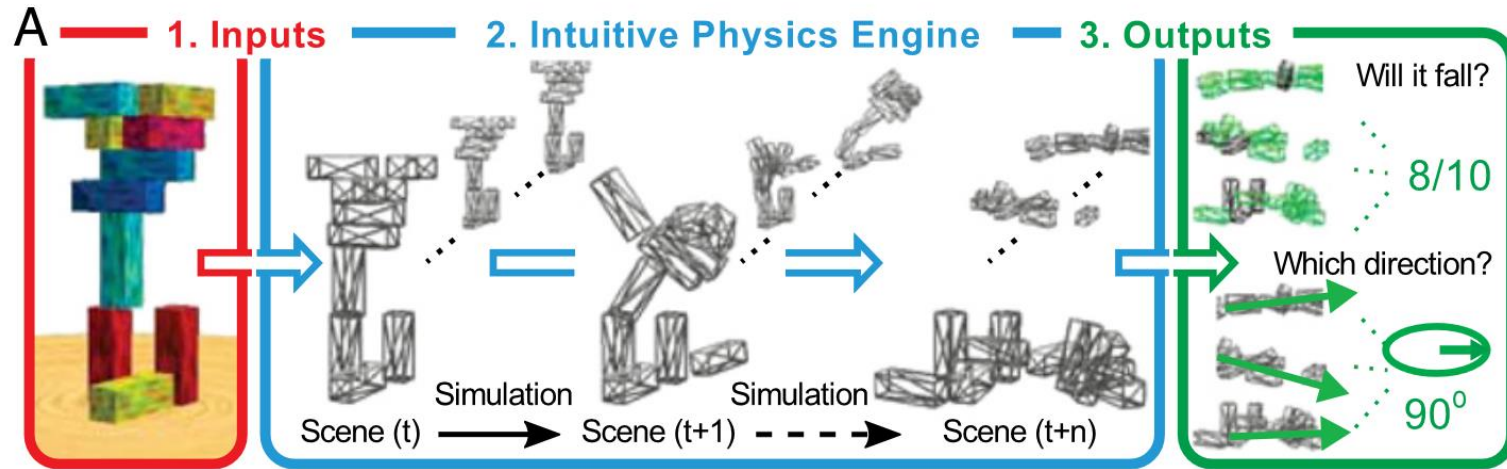 A
1. Inputs
2. Intuitive Physics Engine
3. Outputs
Will it fall?
8/10
Which direction?
90⁰
Simulation
Simulation
Scene (t)
Scene (t+1)
Scene (t+n)